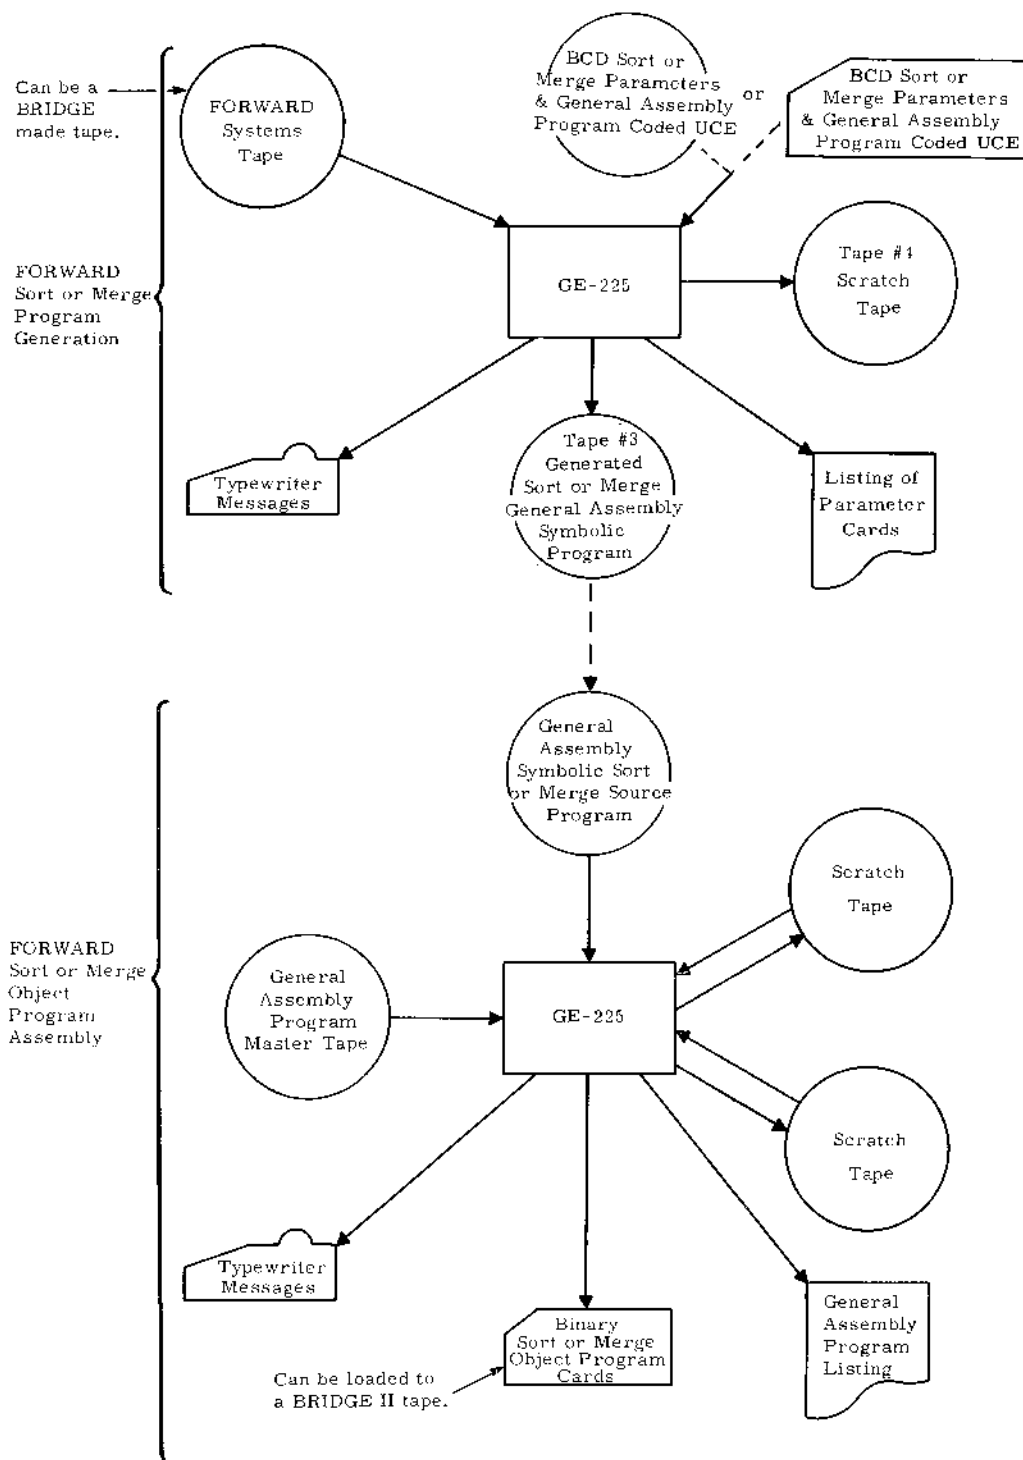 Can be a
BRIDGE
made tape.
FORWARD
Systems
Tape
BCD Sort or
Merge Parameters
& General Assembly
Program Coded UCE
or
BCD Sort or
Merge Parameters
& General Assembly
Program Coded UCE
FORWARD
Sort or Merge
Program
Generation
GE-225
Tape #4
Scratch
Tape
Typewriter
Messages
Tape #3
Generated
Sort or Merge
General Assembly
Symbolic
Program
Listing of
Parameter
Cards
General
Assembly
Symbolic Sort
or Merge Source
Program
Scratch
Tape
FORWARD
Sort or Merge
Object
Program
Assembly
General
Assembly
Program
Master Tape
GE-225
Scratch
Tape
Typewriter
Messages
Binary
Sort or Merge
Object Program
Cards
General
Assembly
Program
Listing
Can be loaded to
a BRIDGE II tape.